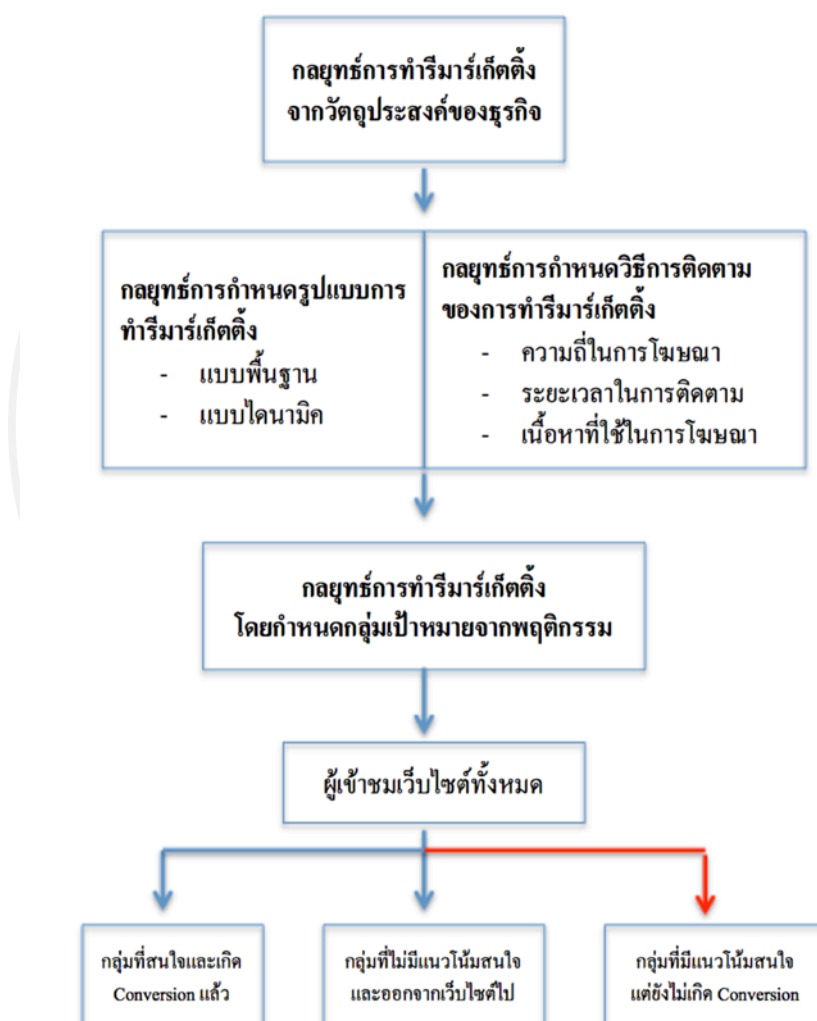 กลยุทธ์การทำรีมาร์เก็ตติ้ง
จากวัตถุประสงค์ของธุรกิจ
กลยุทธ์การกำหนดรูปแบบการ
ทำรีมาร์เก็ตติ้ง
- แบบพื้นฐาน
- แบบไดนามิค
กลยุทธ์การกำหนดวิธีการติดตาม
ของการทำรีมาร์เก็ตติ้ง
- ความถี่ในการโฆษณา
- ระยะเวลาในการติดตาม
- เนื้อหาที่ใช้ในการโฆษณา
กลยุทธ์การทำรีมาร์เก็ตติ้ง
โดยกำหนดกลุ่มเป้าหมายจากพฤติกรรม
ผู้เข้าชมเว็บไซต์ทั้งหมด
กลุ่มที่สนใจและเกิด
Conversion แล้ว
กลุ่มที่ไม่มีแนวโน้มสนใจ
และออกจากเว็บไซต์ไป
กลุ่มที่มีแนวโน้มสนใจ
แต่ยังไม่เกิด Conversion